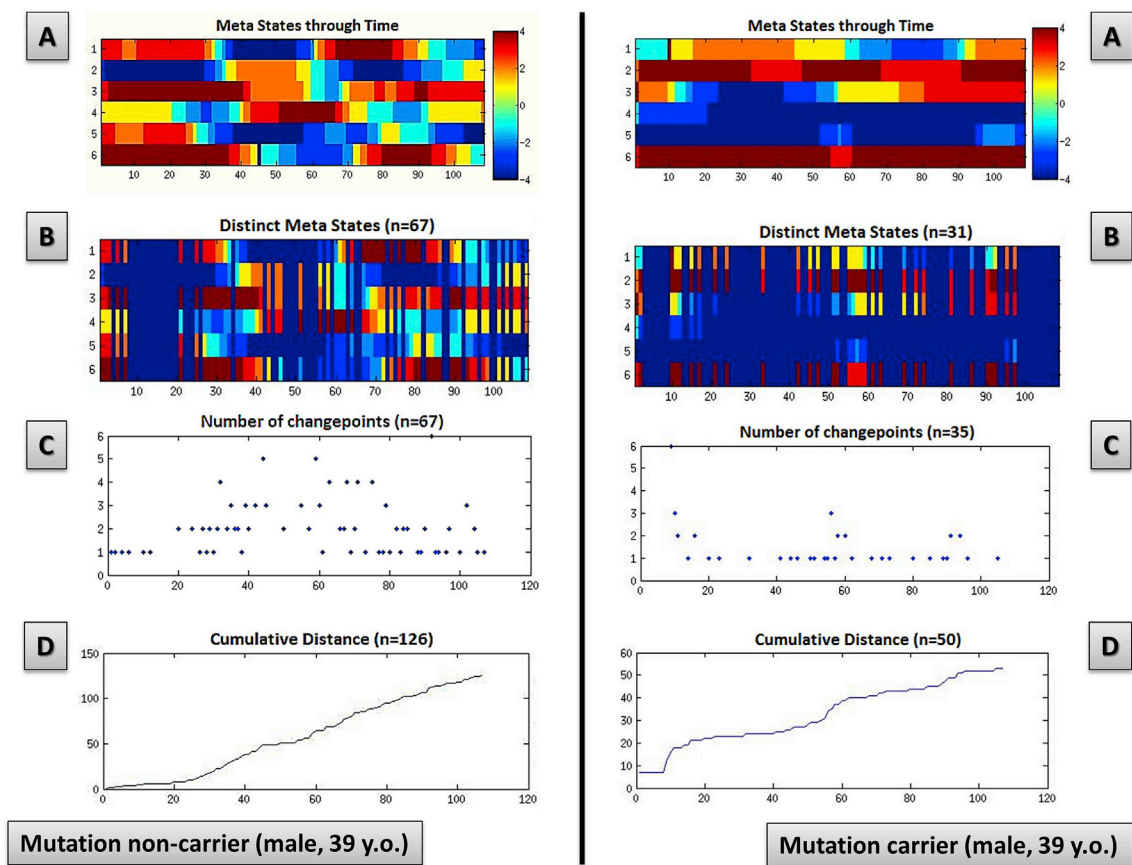 Meta States through Time
A
1
2
3
4
5
6
10 20 30 40 50 60 70 80 90 100
4
2
0
-2
-4
Distinct Meta States (n=67)
B
1
2
3
4
5
6
10 20 30 40 50 60 70 80 90 100
Number of changepoints (n=67)
C
6
5
4
3
2
1
0
0 20 40 60 80 100 120
Cumulative Distance (n=126)
D
150
100
50
0
0 20 40 60 80 100 120
Mutation non-carrier (male, 39 y.o.)
Meta States through Time
A
1
2
3
4
5
6
10 20 30 40 50 60 70 80 90 100
4
2
0
-2
-4
Distinct Meta States (n=31)
B
1
2
3
4
5
6
10 20 30 40 50 60 70 80 90 100
Number of changepoints (n=35)
C
6
5
4
3
2
1
0
0 20 40 60 80 100 120
Cumulative Distance (n=50)
D
60
50
40
30
20
10
0
0 20 40 60 80 100 120
Mutation carrier (male, 39 y.o.)